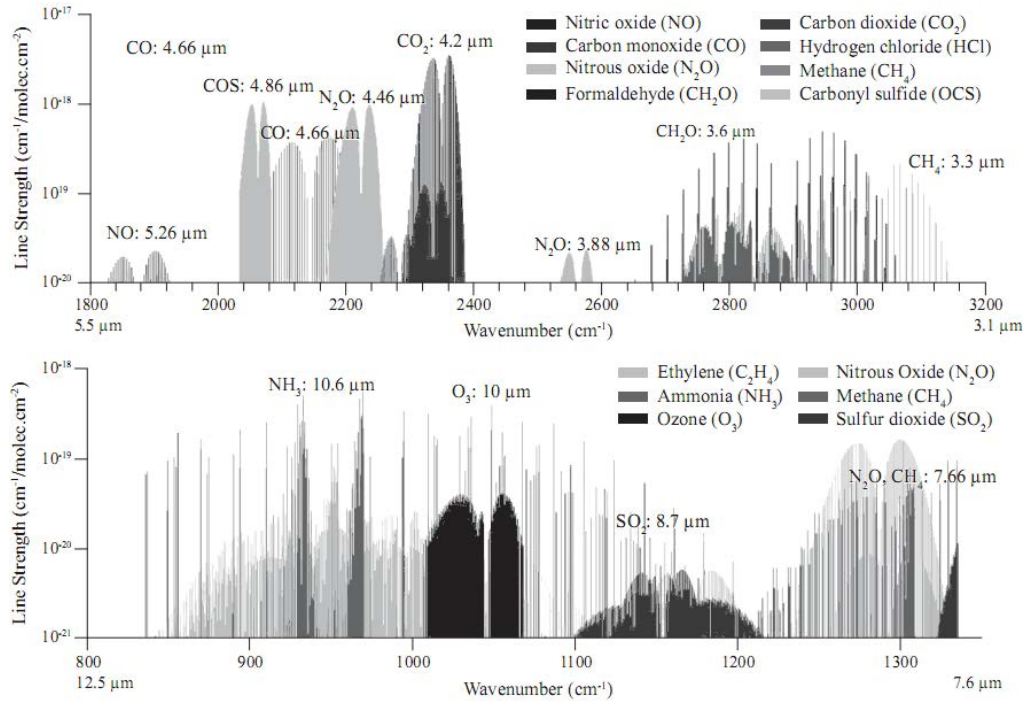 10⁻¹⁷
10⁻¹⁸
10⁻¹⁹
10⁻²⁰
Line Strength (cm⁻¹/molec.cm⁻²)
CO: 4.66 µm
COS: 4.86 µm
CO: 4.66 µm
NO: 5.26 µm
N₂O: 4.46 µm
CO₂: 4.2 µm
N₂O: 3.88 µm
CH₂O: 3.6 µm
CH₄: 3.3 µm
Nitric oxide (NO)
Carbon monoxide (CO)
Nitrous oxide (N₂O)
Formaldehyde (CH₂O)
Carbon dioxide (CO₂)
Hydrogen chloride (HCl)
Methane (CH₄)
Carbonyl sulfide (OCS)
1800 2000 2200 2400 2600 2800 3000 3200
5.5 µm Wavenumber (cm⁻¹) 3.1 µm
10⁻¹⁸
10⁻¹⁹
10⁻²⁰
10⁻²¹
Line Strength (cm⁻¹/molec.cm⁻²)
NH₃: 10.6 µm
O₃: 10 µm
SO₂: 8.7 µm
N₂O, CH₄: 7.66 µm
Ethylene (C₂H₄)
Ammonia (NH₃)
Ozone (O₃)
Nitrous Oxide (N₂O)
Methane (CH₄)
Sulfur dioxide (SO₂)
800 900 1000 1100 1200 1300
12.5 µm Wavenumber (cm⁻¹) 7.6 µm